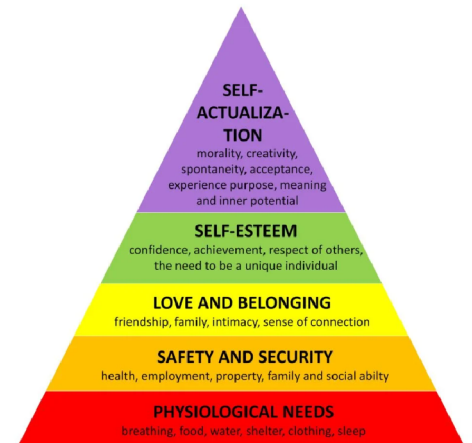 SELF-
ACTUALIZA-
TION
morality, creativity,
spontaneity, acceptance,
experience purpose, meaning
and inner potential
SELF-ESTEEM
confidence, achievement, respect of others,
the need to be a unique individual
LOVE AND BELONGING
friendship, family, intimacy, sense of connection
SAFETY AND SECURITY
health, employment, property, family and social abilty
PHYSIOLOGICAL NEEDS
breathing, food, water, shelter, clothing, sleep